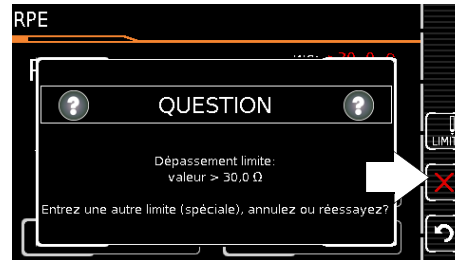 RPE
QUESTION
Dépassement limite:
valeur > 30,0 Ω
Entrez une autre limite (spéciale), annulez ou réessayez?